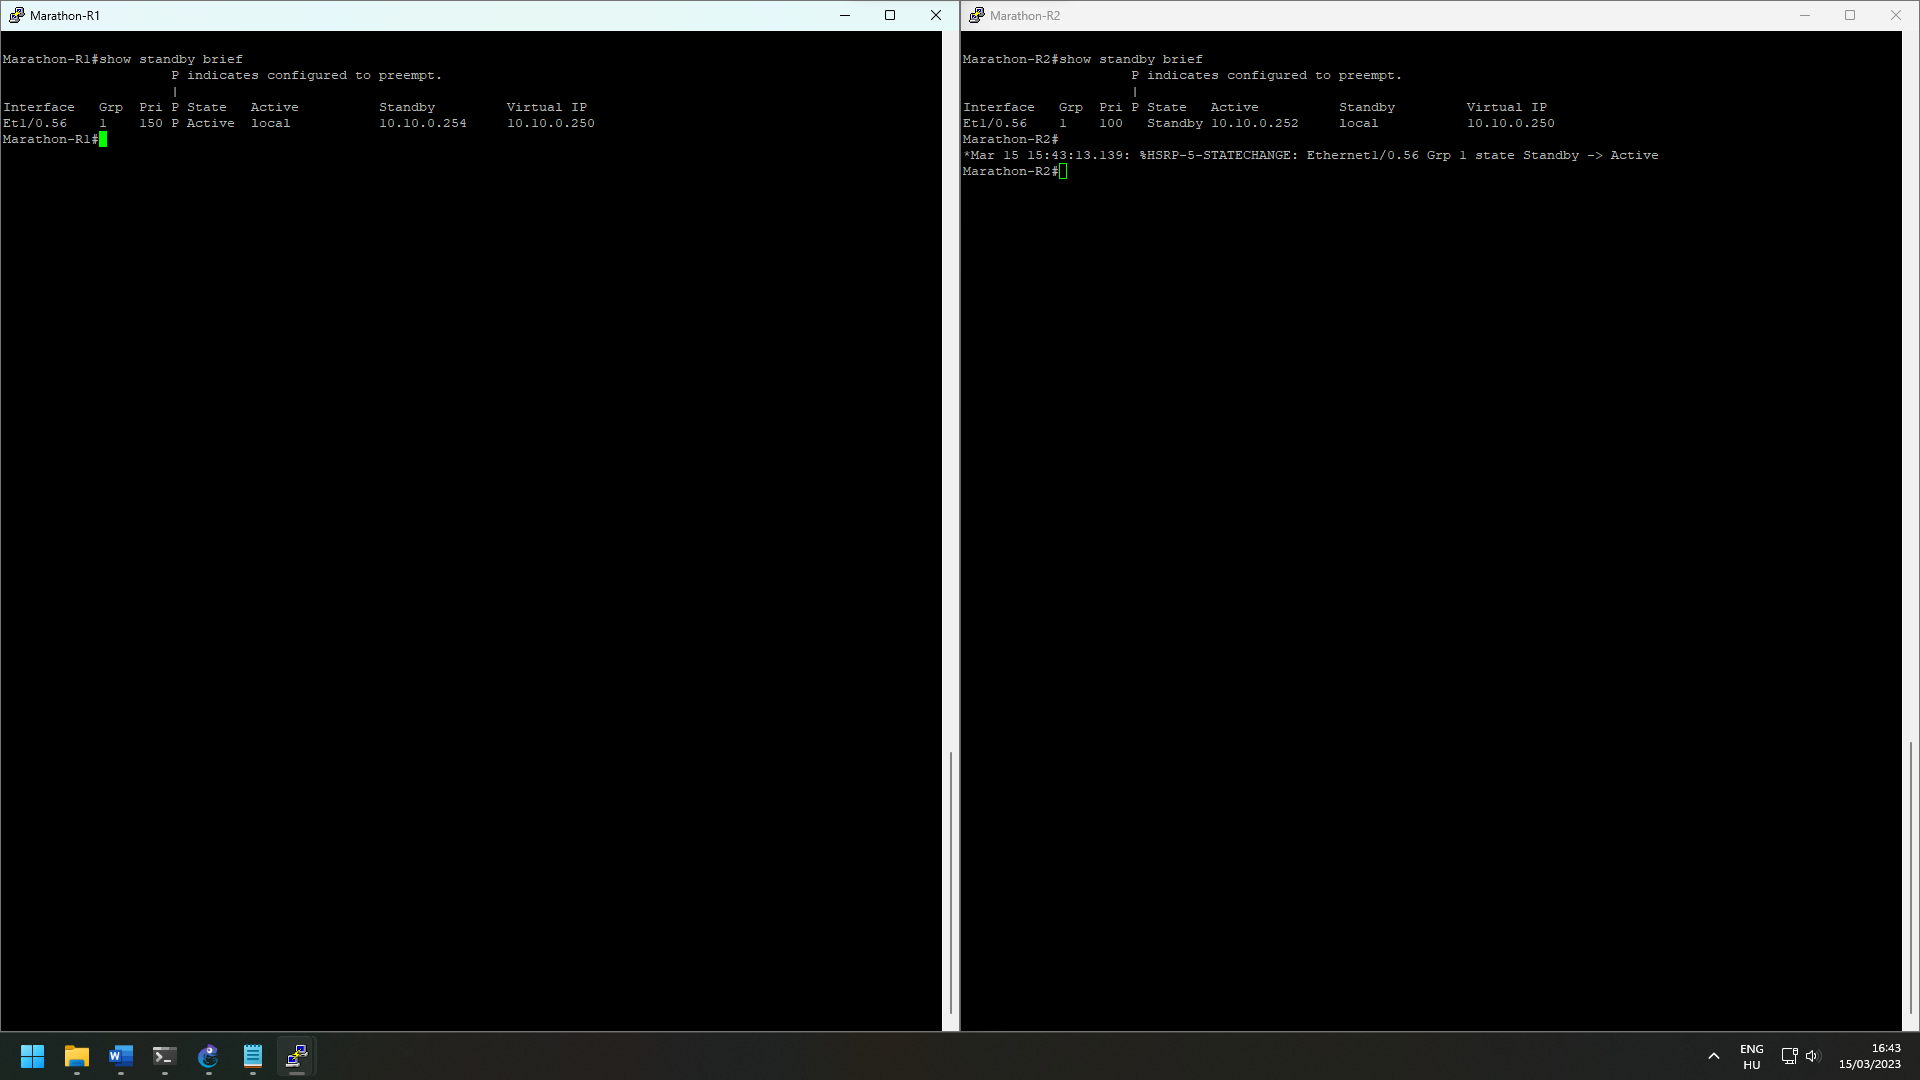 Marathon-R1
Marathon-R1#show standby brief
                     P indicates configured to preempt.
                     |
Interface   Grp  Pri P State   Active          Standby         Virtual IP
Et1/0.56    1    150 P Active  local           10.10.0.254     10.10.0.250
Marathon-R1#
Marathon-R2
Marathon-R2#show standby brief
                     P indicates configured to preempt.
                     |
Interface   Grp  Pri P State   Active          Standby         Virtual IP
Et1/0.56    1    100   Standby 10.10.0.252     local           10.10.0.250
Marathon-R2#
*Mar 15 15:43:13.139: %HSRP-5-STATECHANGE: Ethernet1/0.56 Grp 1 state Standby -> Active
Marathon-R2#
ENG
HU
16:43
15/03/2023